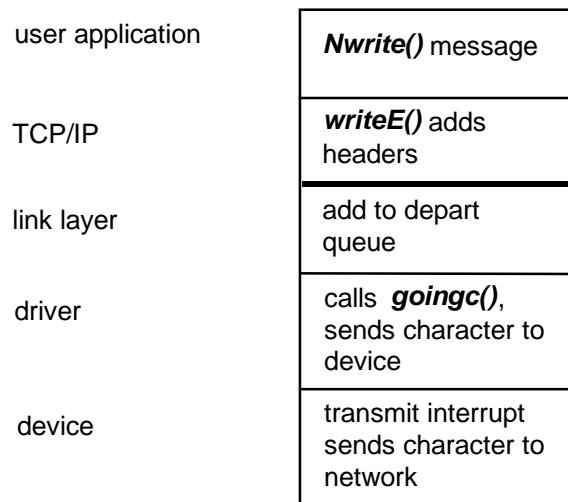 user application
Nwrite() message
TCP/IP
writeE() adds
headers
link layer
add to depart
queue
driver
calls goingc(),
sends character to
device
device
transmit interrupt
sends character to
network